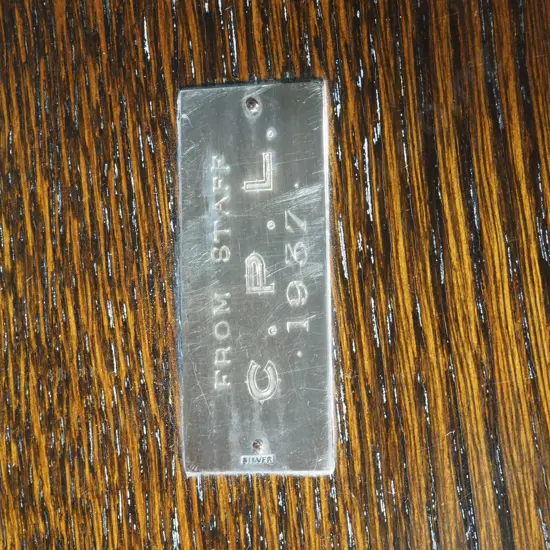 FROM STAFF
C.P.L.
.1937.
SILVER